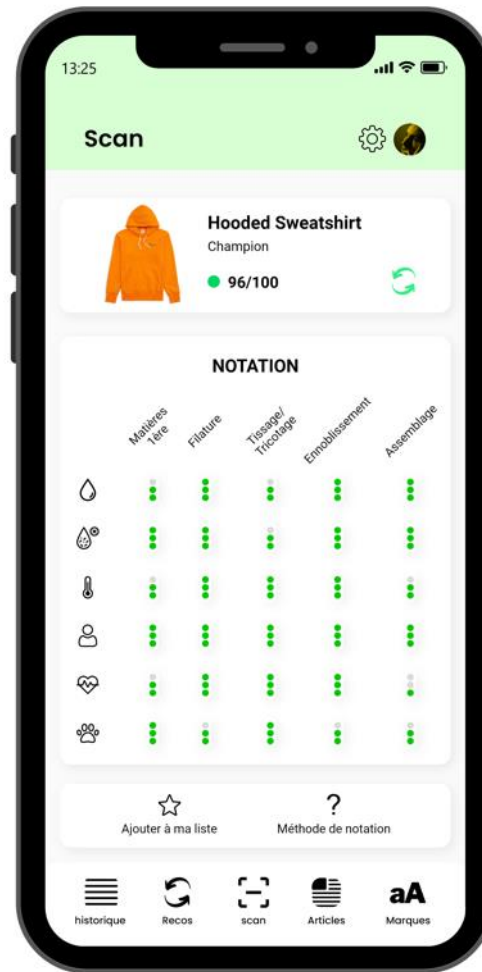 13:25
Scan
Hooded Sweatshirt
Champion
96/100
NOTATION
Matières
1ère
Filature
Tissage/
Tricotage
Ennoblissement
Assemblage
Ajouter à ma liste
?
Méthode de notation
historique
Recos
scan
Articles
aA
Marques